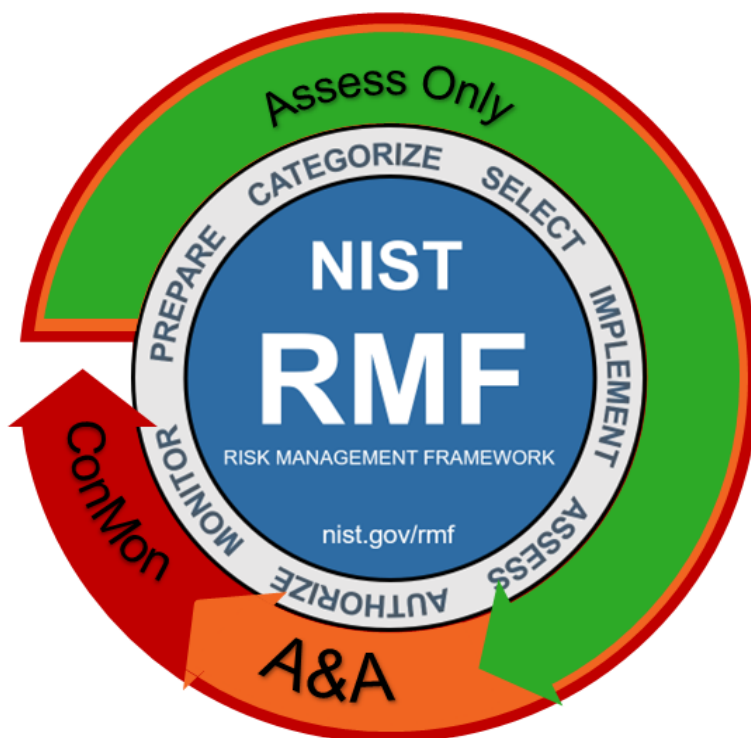 Assess Only
PREPARE
CATEGORIZE
SELECT
IMPLEMENT
ASSESS
AUTHORIZE
MONITOR
NIST
RMF
RISK MANAGEMENT FRAMEWORK
nist.gov/rmf
A&A
ConMon